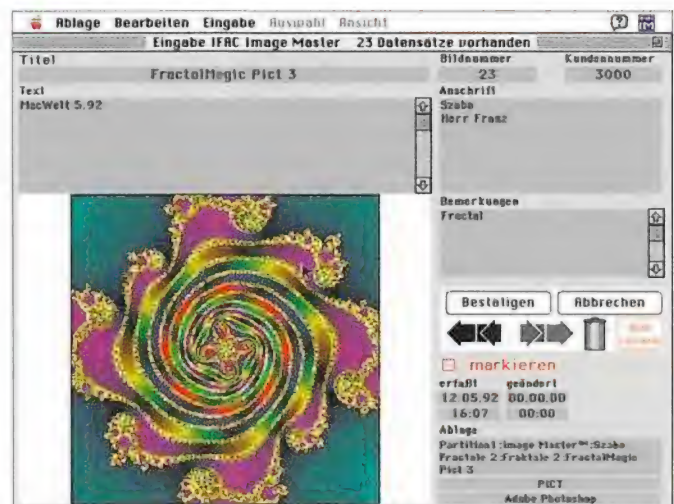 Ablage Bearbeiten Eingabe Auswahl Ansicht
Eingabe IFAC Image Master 23 Datensätze vorhanden
Titel
FractalMagic Pict 3
Bildnummer
23
Kundennummer
3000
Text
MacWelt 5.92
Anschrift
Szabo
Herr Franz
Bemerkungen
Fractal
Bestätigen
Abbrechen
markieren
erfaßt geändert
12.05.92 00.00.00
16:07 00:00
Ablage
Partition1:Image Master™:Szabo
Fractale 2:Fraktale 2:FractalMagic
Pict 3
PICT
Adobe Photoshop